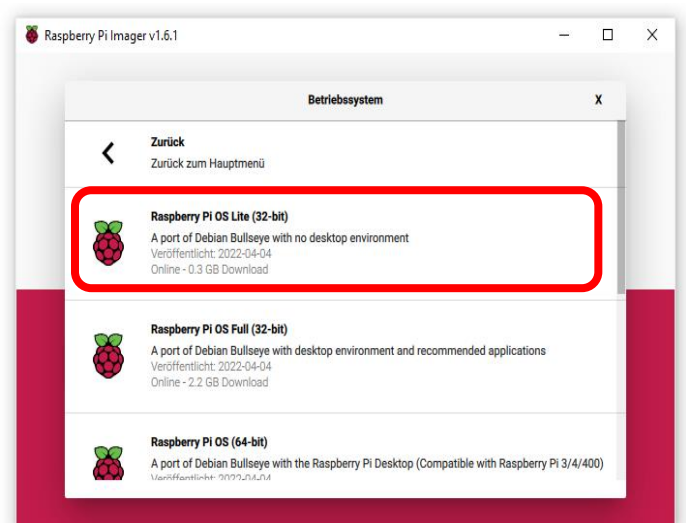 Raspberry Pi Imager v1.6.1
Betriebssystem
X
Zurück
Zurück zum Hauptmenü
Raspberry Pi OS Lite (32-bit)
A port of Debian Bullseye with no desktop environment
Veröffentlicht: 2022-04-04
Online - 0.3 GB Download
Raspberry Pi OS Full (32-bit)
A port of Debian Bullseye with desktop environment and recommended applications
Veröffentlicht: 2022-04-04
Online - 2.2 GB Download
Raspberry Pi OS (64-bit)
A port of Debian Bullseye with the Raspberry Pi Desktop (Compatible with Raspberry Pi 3/4/400)
Veröffentlicht: 2022-04-04